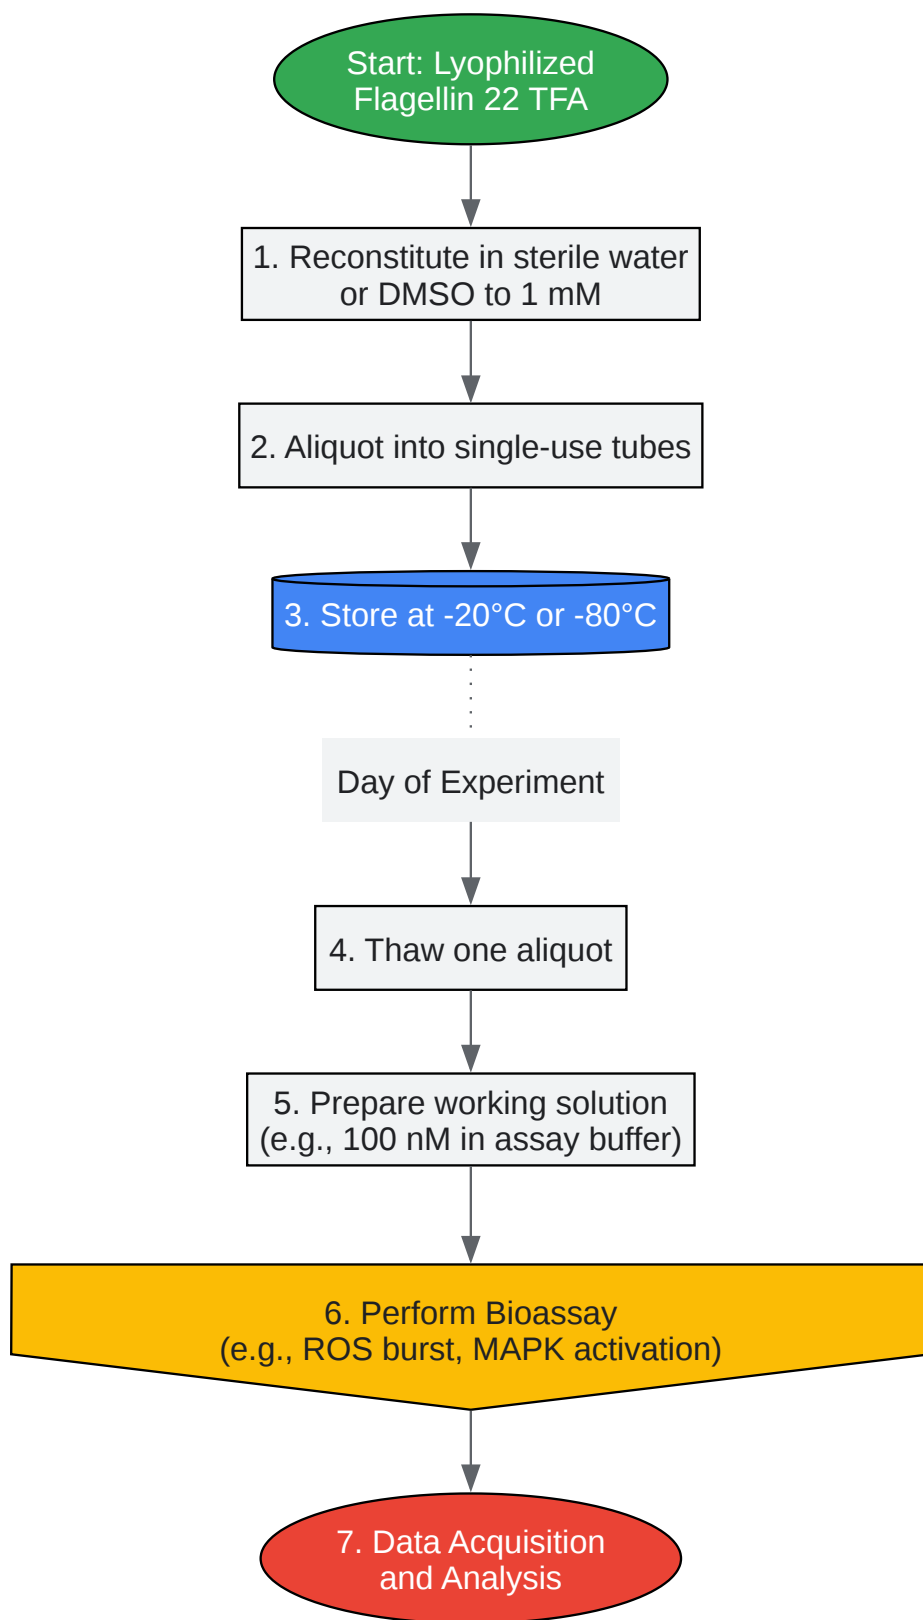 Start: Lyophilized
Flagellin 22 TFA
1. Reconstitute in sterile water
or DMSO to 1 mM
2. Aliquot into single-use tubes
3. Store at -20°C or -80°C
Day of Experiment
4. Thaw one aliquot
5. Prepare working solution
(e.g., 100 nM in assay buffer)
6. Perform Bioassay
(e.g., ROS burst, MAPK activation)
7. Data Acquisition
and Analysis